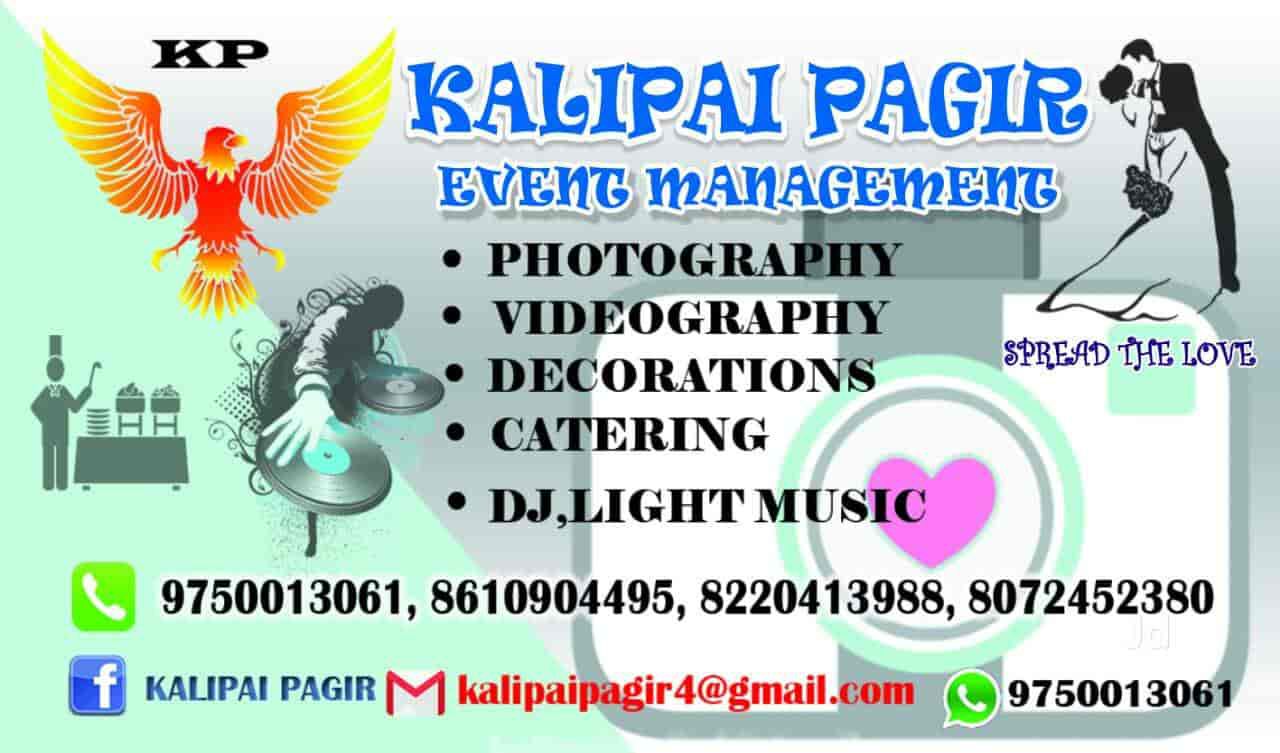 KP
KALIPAI PAGIR
EVENT MANAGEMENT
• PHOTOGRAPHY
• VIDEOGRAPHY
• DECORATIONS
• CATERING
• DJ,LIGHT MUSIC
SPREAD THE LOVE
9750013061, 8610904495, 8220413988, 8072452380
Jd
f KALIPAI PAGIR kalipaipagir4@gmail.com 9750013061